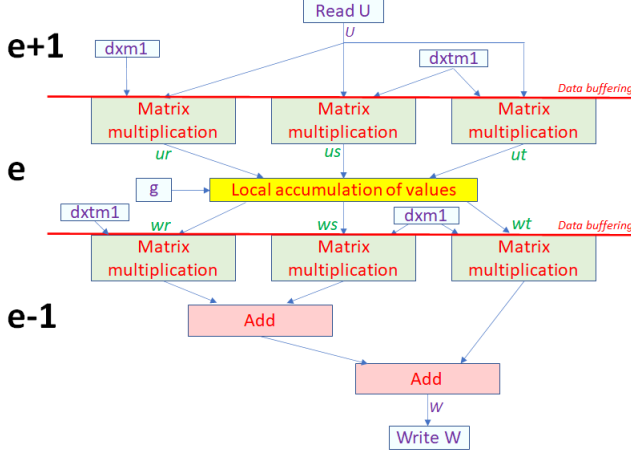 Read U
e+1
U
dxm1
dxtm1
Data buffering
Matrix
multiplication
Matrix
multiplication
Matrix
multiplication
ur
us
ut
e
g
Local accumulation of values
dxtm1
wr
ws
dxm1
wt
Data buffering
Matrix
multiplication
Matrix
multiplication
Matrix
multiplication
e-1
Add
Add
W
Write W